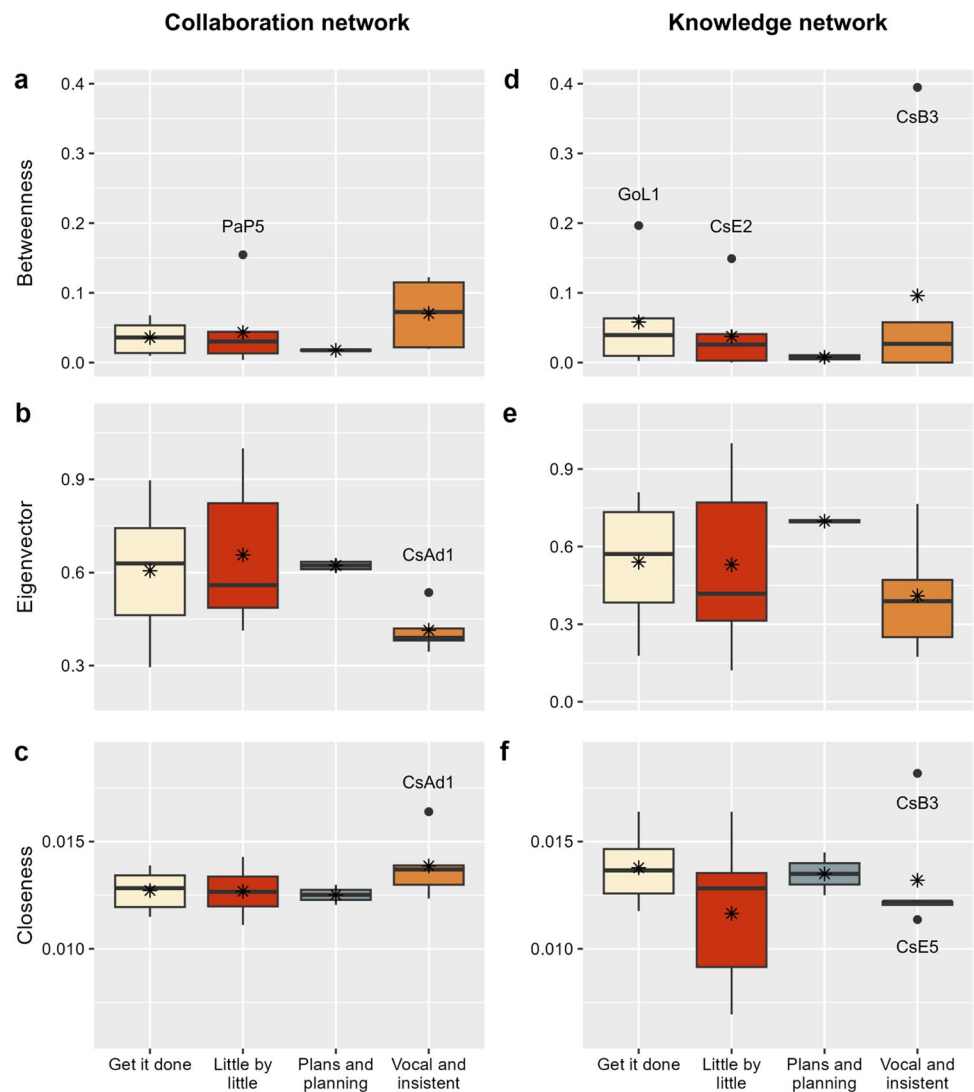 Collaboration network
Knowledge network
a
d
0.4
0.3
0.2
0.1
0.0
Betweenness
PaP5
0.4
0.3
0.2
0.1
0.0
GoL1
CsE2
CsB3
b
e
0.9
0.6
0.3
Eigenvector
CsAd1
0.9
0.6
0.3
0.0
c
f
0.015
0.010
Closeness
CsAd1
0.015
0.010
CsB3
CsE5
Get it done
Little by
little
Plans and
planning
Vocal and
insistent
Get it done
Little by
little
Plans and
planning
Vocal and
insistent